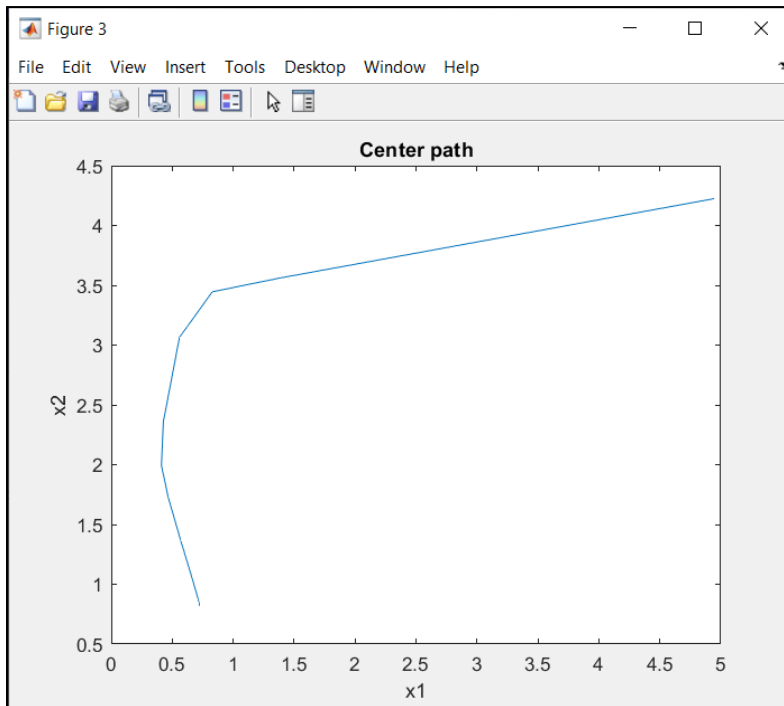 Figure 3
File Edit View Insert Tools Desktop Window Help
Center path
4.5
4
3.5
3
2.5
2
1.5
1
0.5
x2
0 0.5 1 1.5 2 2.5 3 3.5 4 4.5 5
x1